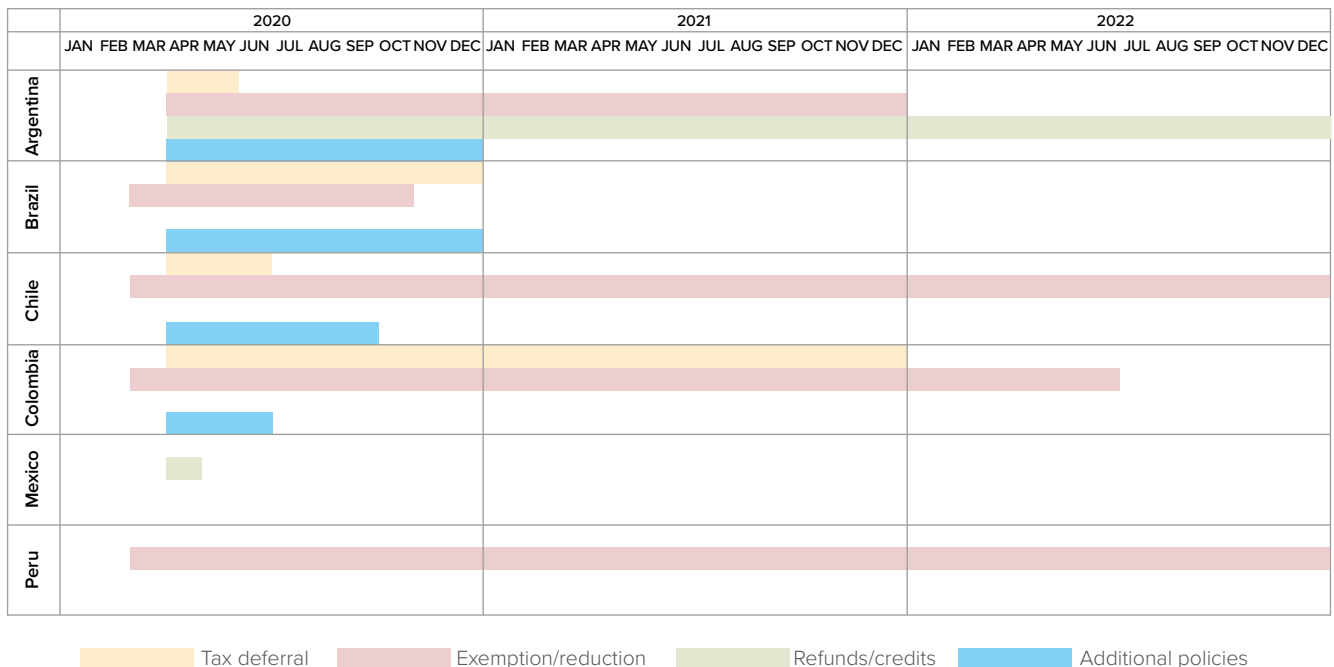 2020 2021 2022
JAN FEB MAR APR MAY JUN JUL AUG SEP OCT NOV DEC JAN FEB MAR APR MAY JUN JUL AUG SEP OCT NOV DEC JAN FEB MAR APR MAY JUN JUL AUG SEP OCT NOV DEC
Argentina
Brazil
Chile
Colombia
Mexico
Peru
Tax deferral Exemption/reduction Refunds/credits Additional policies